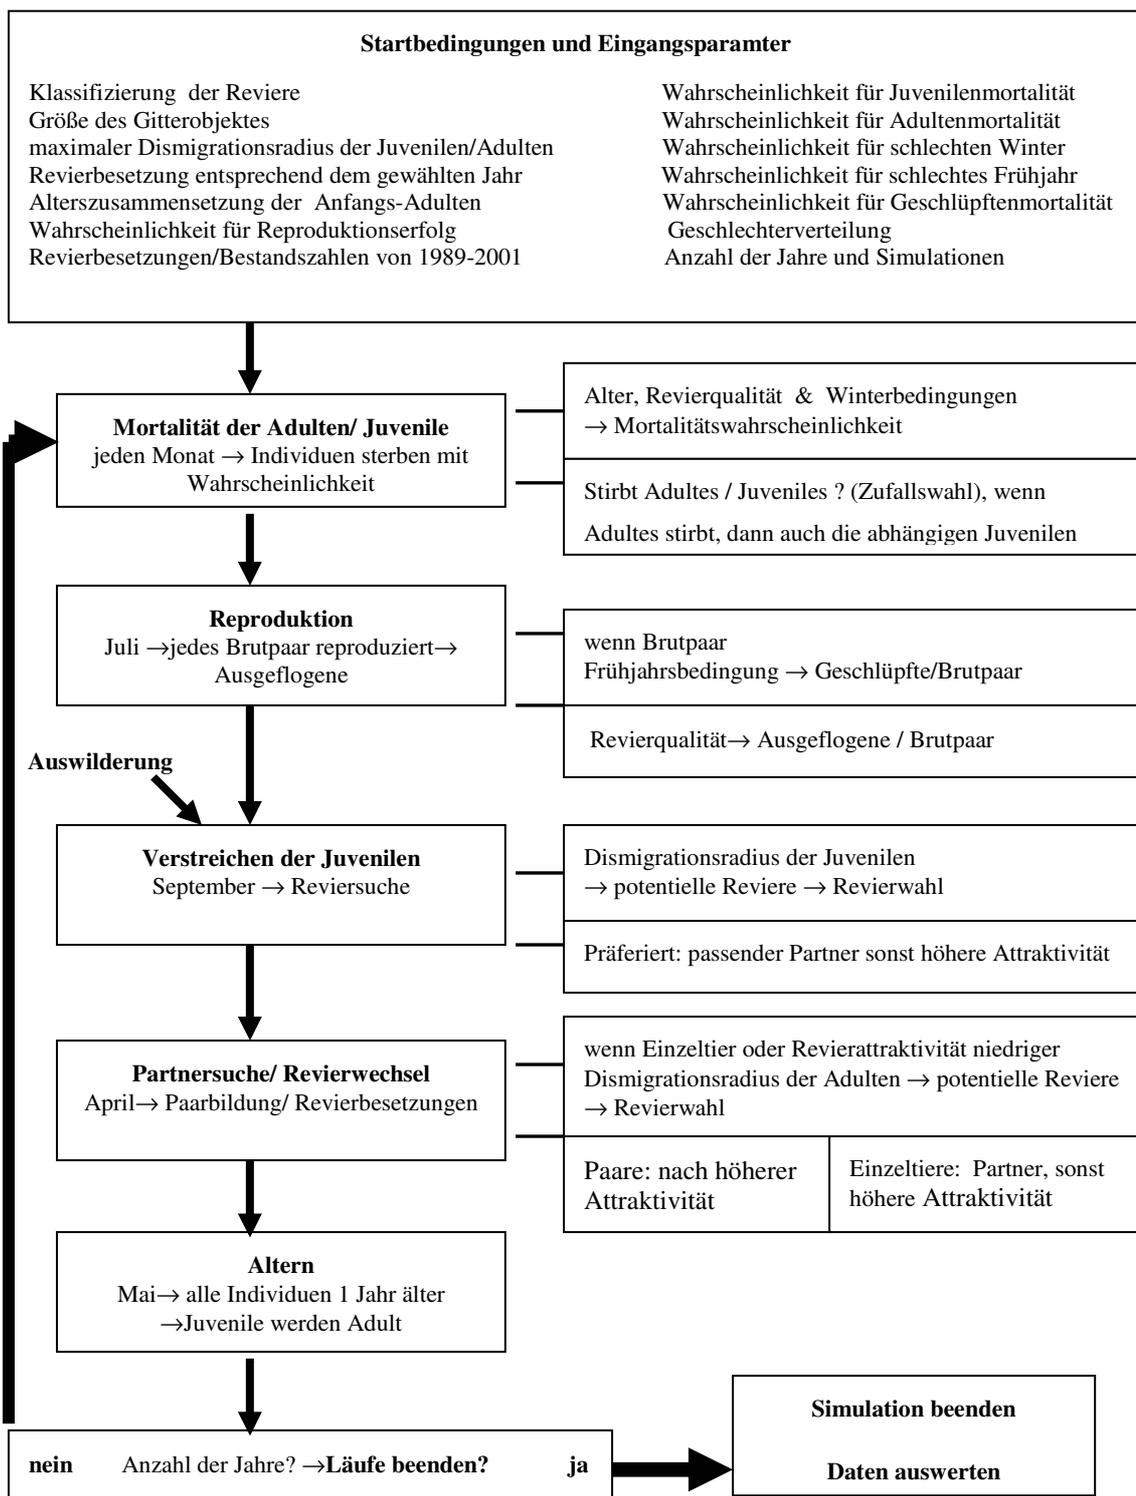 Startbedingungen und Eingangsparamter
Klassifizierung der Reviere
Größe des Gitterobjektes
maximaler Dismigrationsradius der Juvenilen/Adulten
Revierbesetzung entsprechend dem gewählten Jahr
Alterszusammensetzung der Anfangs-Adulten
Wahrscheinlichkeit für Reproduktionserfolg
Revierbesetzungen/Bestandszahlen von 1989-2001
Wahrscheinlichkeit für Juvenilenmortalität
Wahrscheinlichkeit für Adultenmortalität
Wahrscheinlichkeit für schlechten Winter
Wahrscheinlichkeit für schlechtes Frühjahr
Wahrscheinlichkeit für Geschlüpftenmortalität
Geschlechterverteilung
Anzahl der Jahre und Simulationen
Mortalität der Adulten/ Juvenile
jeden Monat → Individuen sterben mit
Wahrscheinlichkeit
Alter, Revierqualität & Winterbedingungen
→ Mortalitätswahrscheinlichkeit
Stirbt Adultes / Juveniles ? (Zufallswahl), wenn
Adultes stirbt, dann auch die abhängigen Juvenilen
Reproduktion
Juli →jedes Brutpaar reproduziert→
Ausgeflogene
wenn Brutpaar
Frühjahrsbedingung → Geschlüpfte/Brutpaar
Revierqualität→ Ausgeflogene / Brutpaar
Auswilderung
Verstreichen der Juvenilen
September → Reviersuche
Dismigrationsradius der Juvenilen
→ potentielle Reviere → Revierwahl
Präferiert: passender Partner sonst höhere Attraktivität
Partnersuche/ Revierwechsel
April→ Paarbildung/ Revierbesetzungen
wenn Einzeltier oder Revierattraktivität niedriger
Dismigrationsradius der Adulten → potentielle Reviere
→ Revierwahl
Paare: nach höherer
Attraktivität
Einzeltiere: Partner, sonst
höhere Attraktivität
Altern
Mai→ alle Individuen 1 Jahr älter
→Juvenile werden Adult
nein Anzahl der Jahre? →Läufe beenden? ja
Simulation beenden
Daten auswerten